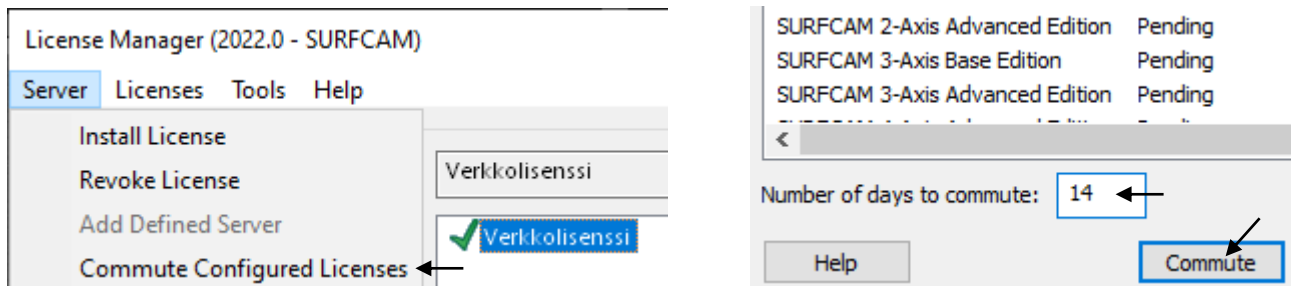 License Manager (2022.0 - SURFCAM)
Server Licenses Tools Help
Install License
Revoke License
Add Defined Server
Commute Configured Licenses
Verkkolisenssi
Verkkolisenssi
SURFCAM 2-Axis Advanced Edition Pending
SURFCAM 3-Axis Base Edition Pending
SURFCAM 3-Axis Advanced Edition Pending
Number of days to commute: 14
Help Commute